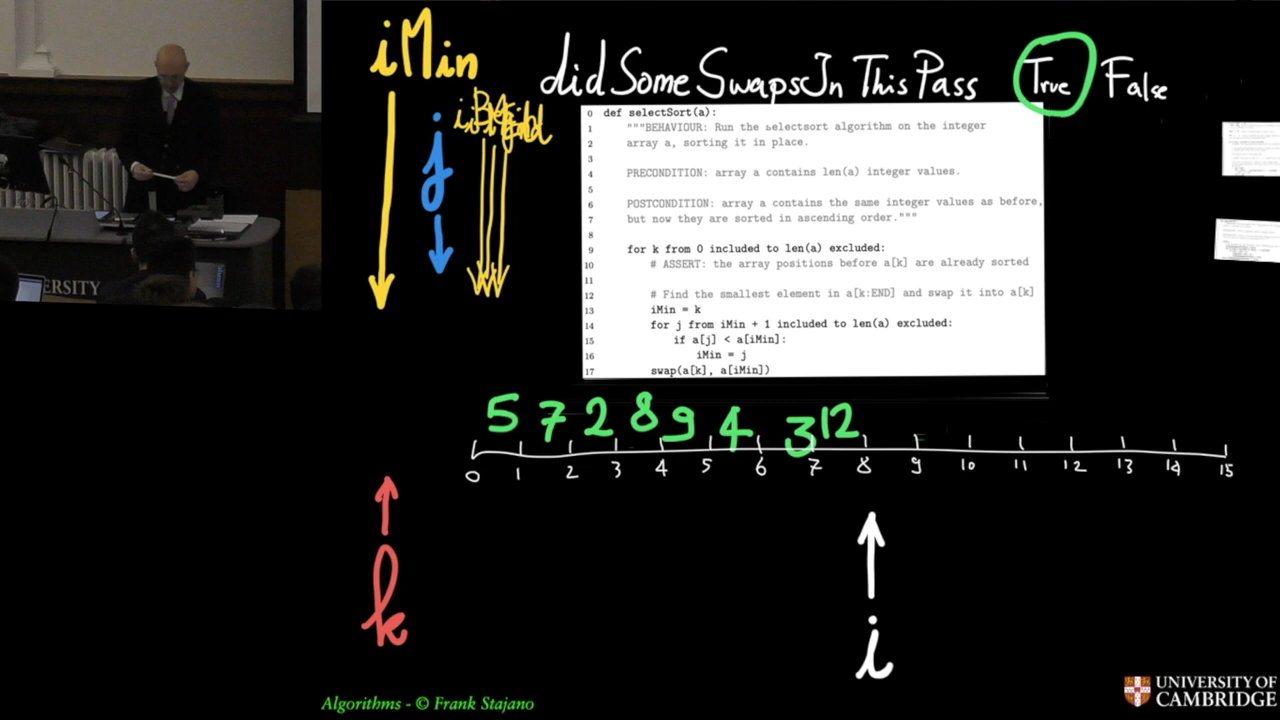 iMin
didSomeSwapsInThisPass True False
j
0 def selectSort(a):
1 """BEHAVIOUR: Run the selectsort algorithm on the integer
2 array a, sorting it in place.
3
4 PRECONDITION: array a contains len(a) integer values.
5
6 POSTCONDITION: array a contains the same integer values as before,
7 but now they are sorted in ascending order."""
8
9 for k from 0 included to len(a) excluded:
10 # ASSERT: the array positions before a[k] are already sorted
11
12 # Find the smallest element in a[k:END] and swap it into a[k]
13 iMin = k
14 for j from iMin + 1 included to len(a) excluded:
15 if a[j] < a[iMin]:
16 iMin = j
17 swap(a[k], a[iMin])
ERSITY
5 7 2 8 9 4 3 12
0 1 2 3 4 5 6 7 8 9 10 11 12 13 14 15
k
i
Algorithms - © Frank Stajano
UNIVERSITY OF
CAMBRIDGE